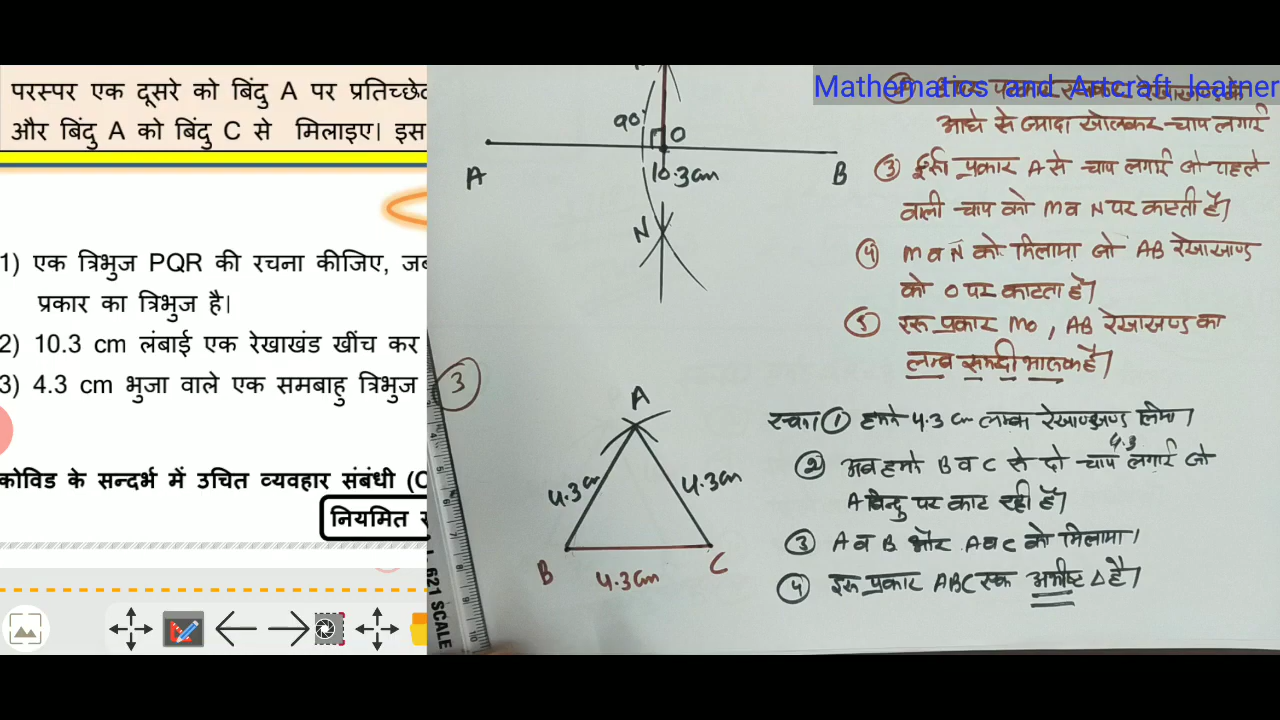 परस्पर एक दूसरे को बिंदु A पर प्रतिच्छेद
और बिंदु A को बिंदु C से मिलाइए। इस
1) एक त्रिभुज PQR की रचना कीजिए, जब
प्रकार का त्रिभुज है।
2) 10.3 cm लंबाई एक रेखाखंड खींच कर
3) 4.3 cm भुजा वाले एक समबाहु त्रिभुज
कोविड के सन्दर्भ में उचित व्यवहार संबंधी (C
नियमित
Mathematics and Artcraft learner
90°
O
A
10.3cm
B
N
आधे से ज्यादा खोलकर चाप लगाई
③ इसी प्रकार A से चाप लगाई जो पहले
वाली चाप को M व N पर काटती है।
④ M व N को मिलाया जो AB रेखाखण्ड
को O पर काटता है।
⑤ इस प्रकार MO, AB रेखाखण्ड का
लम्ब समद्विभाजक है।
3
A
4.3cm
4.3cm
B
4.3cm
C
रचना ① हमने 4.3 cm लम्बा रेखाखण्ड लिया।
4.3
② अब हमने B व C से दो चाप लगाई जो
A बिन्दु पर काट रही है।
③ A व B और A व C को मिलाया।
④ इस प्रकार ABC एक अभीष्ट △ है।
621 SCALE